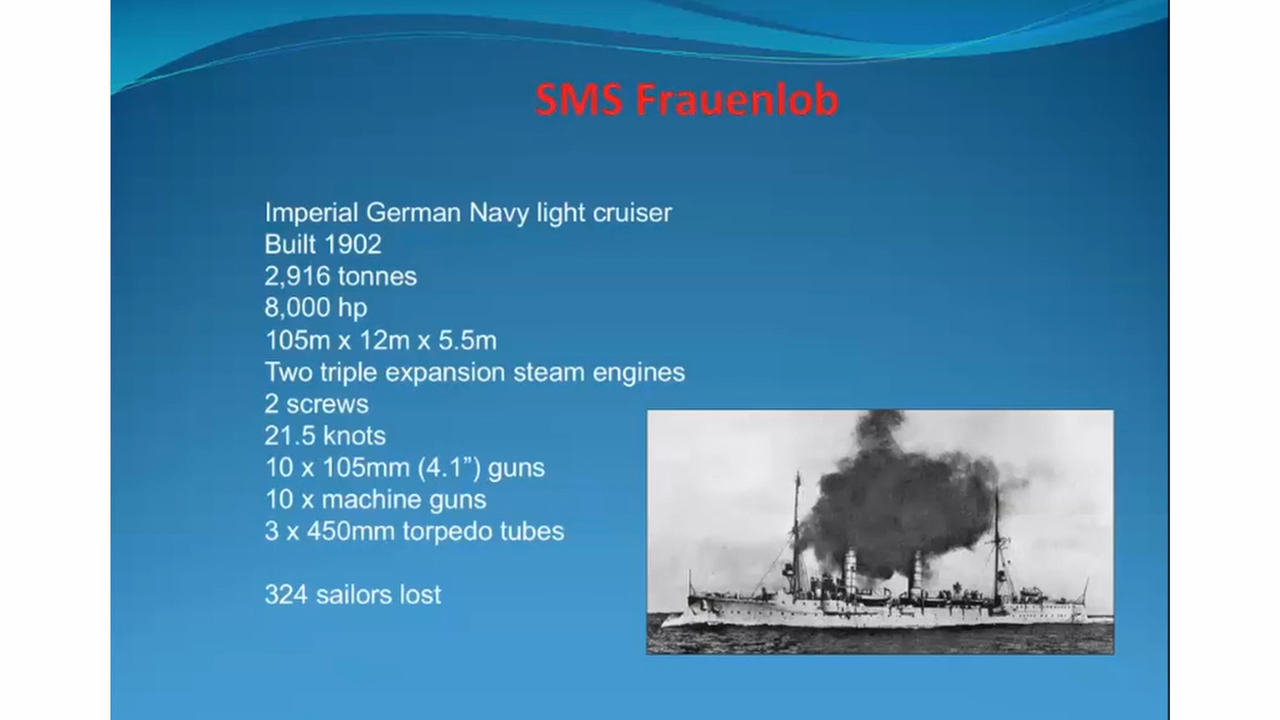 SMS Frauenlob
Imperial German Navy light cruiser
Built 1902
2,916 tonnes
8,000 hp
105m x 12m x 5.5m
Two triple expansion steam engines
2 screws
21.5 knots
10 x 105mm (4.1”) guns
10 x machine guns
3 x 450mm torpedo tubes
324 sailors lost